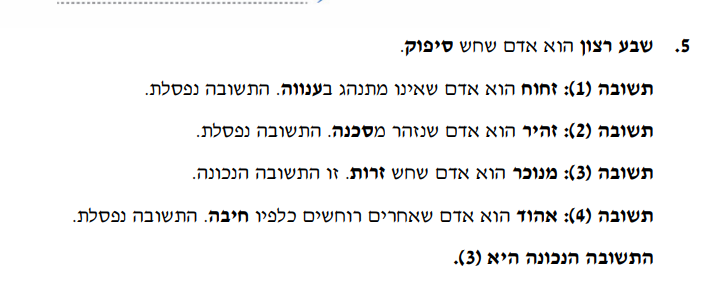 5. שבע רצון הוא אדם שחש סיפוק.
תשובה (1): זחוח הוא אדם שאינו מתנהג בענווה. התשובה נפסלת.
תשובה (2): זהיר הוא אדם שנזהר מסכנה. התשובה נפסלת.
תשובה (3): מנוכר הוא אדם שחש זרות. זו התשובה הנכונה.
תשובה (4): אהוד הוא אדם שאחרים רוחשים כלפיו חיבה. התשובה נפסלת.
התשובה הנכונה היא (3).